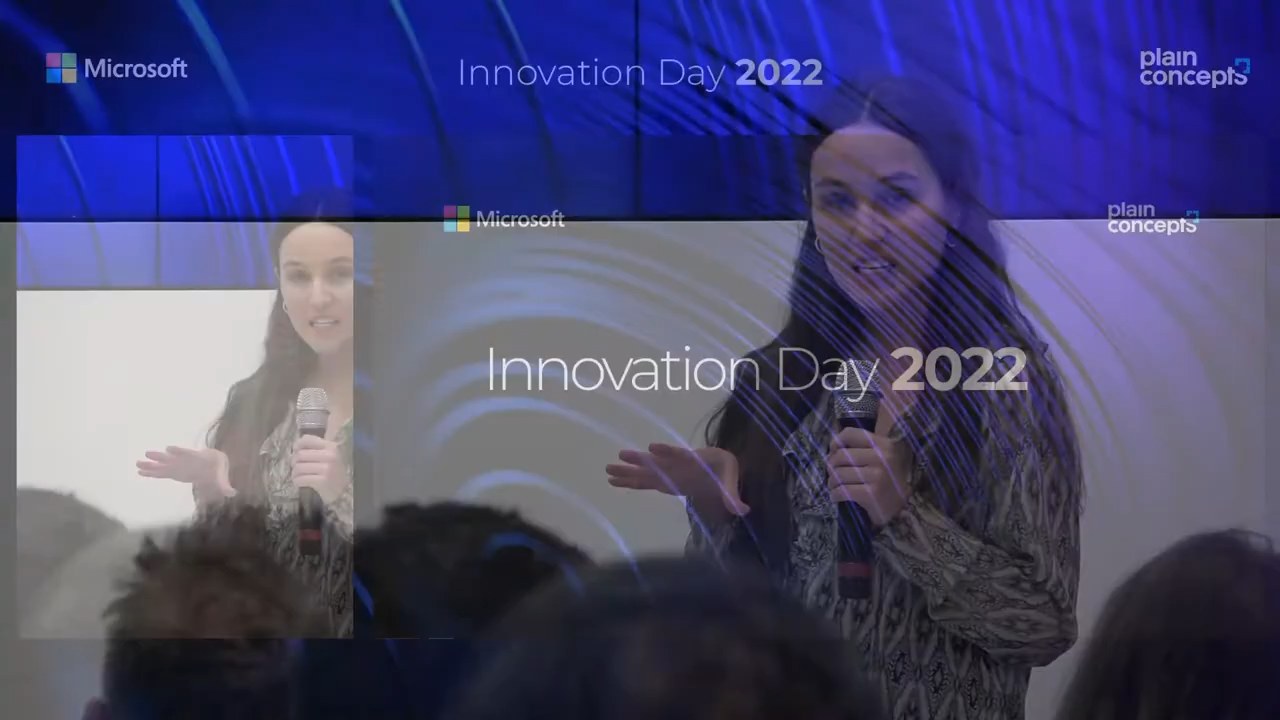 Microsoft
Innovation Day 2022
plain
concepts
Microsoft
plain
concepts
Innovation Day 2022